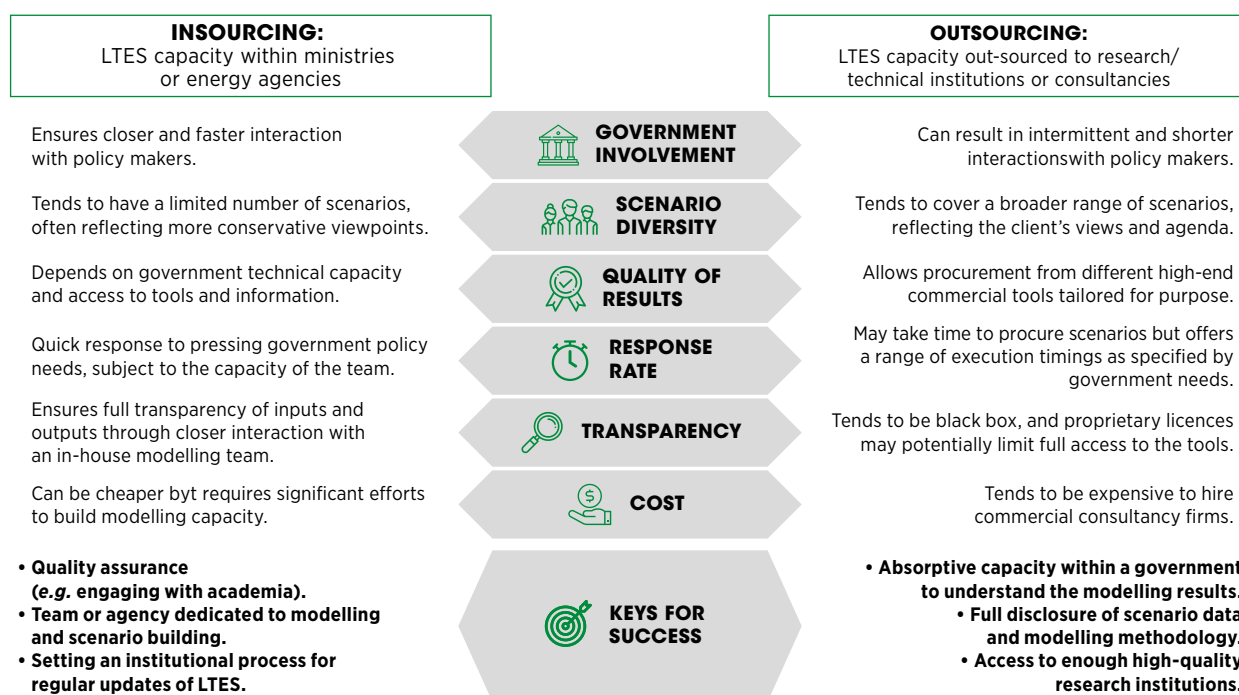 INSOURCING:
LTES capacity within ministries
or energy agencies
OUTSOURCING:
LTES capacity out-sourced to research/
technical institutions or consultancies
Ensures closer and faster interaction
with policy makers.
GOVERNMENT
INVOLVEMENT
Can result in intermittent and shorter
interactionswith policy makers.
Tends to have a limited number of scenarios,
often reflecting more conservative viewpoints.
SCENARIO
DIVERSITY
Tends to cover a broader range of scenarios,
reflecting the client’s views and agenda.
Depends on government technical capacity
and access to tools and information.
QUALITY OF
RESULTS
Allows procurement from different high-end
commercial tools tailored for purpose.
Quick response to pressing government policy
needs, subject to the capacity of the team.
RESPONSE
RATE
May take time to procure scenarios but offers
a range of execution timings as specified by
government needs.
Ensures full transparency of inputs and
outputs through closer interaction with
an in-house modelling team.
TRANSPARENCY
Tends to be black box, and proprietary licences
may potentially limit full access to the tools.
Can be cheaper byt requires significant efforts
to build modelling capacity.
$
COST
Tends to be expensive to hire
commercial consultancy firms.
• Quality assurance
(e.g. engaging with academia).
• Team or agency dedicated to modelling
and scenario building.
• Setting an institutional process for
regular updates of LTES.
KEYS FOR
SUCCESS
• Absorptive capacity within a government
to understand the modelling results.
• Full disclosure of scenario data
and modelling methodology.
• Access to enough high-quality
research institutions.